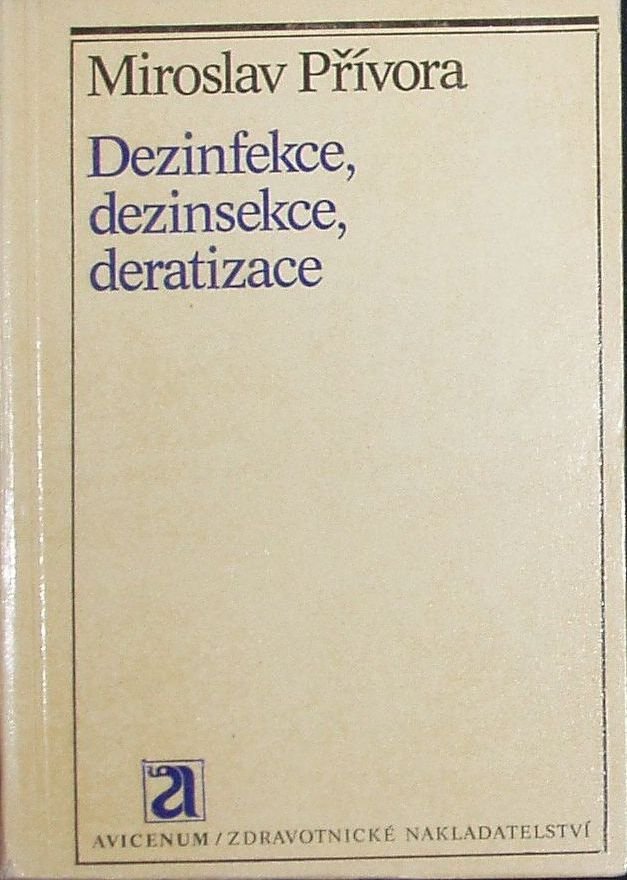 Miroslav Přívora
Dezinfekce,
dezinsekce,
deratizace
a
AVICENUM / ZDRAVOTNICKÉ NAKLADATELSTVÍ